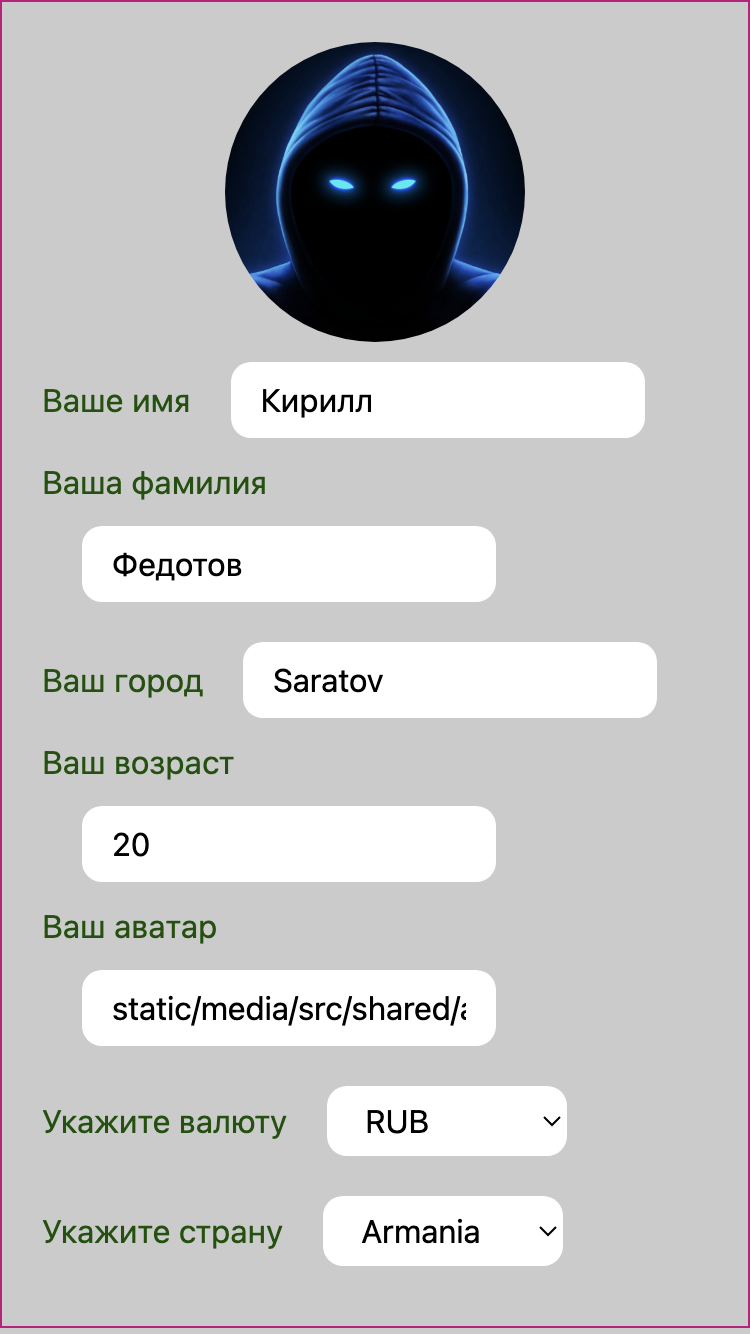 Ваше имя Кирилл
Ваша фамилия
Федотов
Ваш город Saratov
Ваш возраст
20
Ваш аватар
static/media/src/shared/a
Укажите валюту RUB
Укажите страну Armania